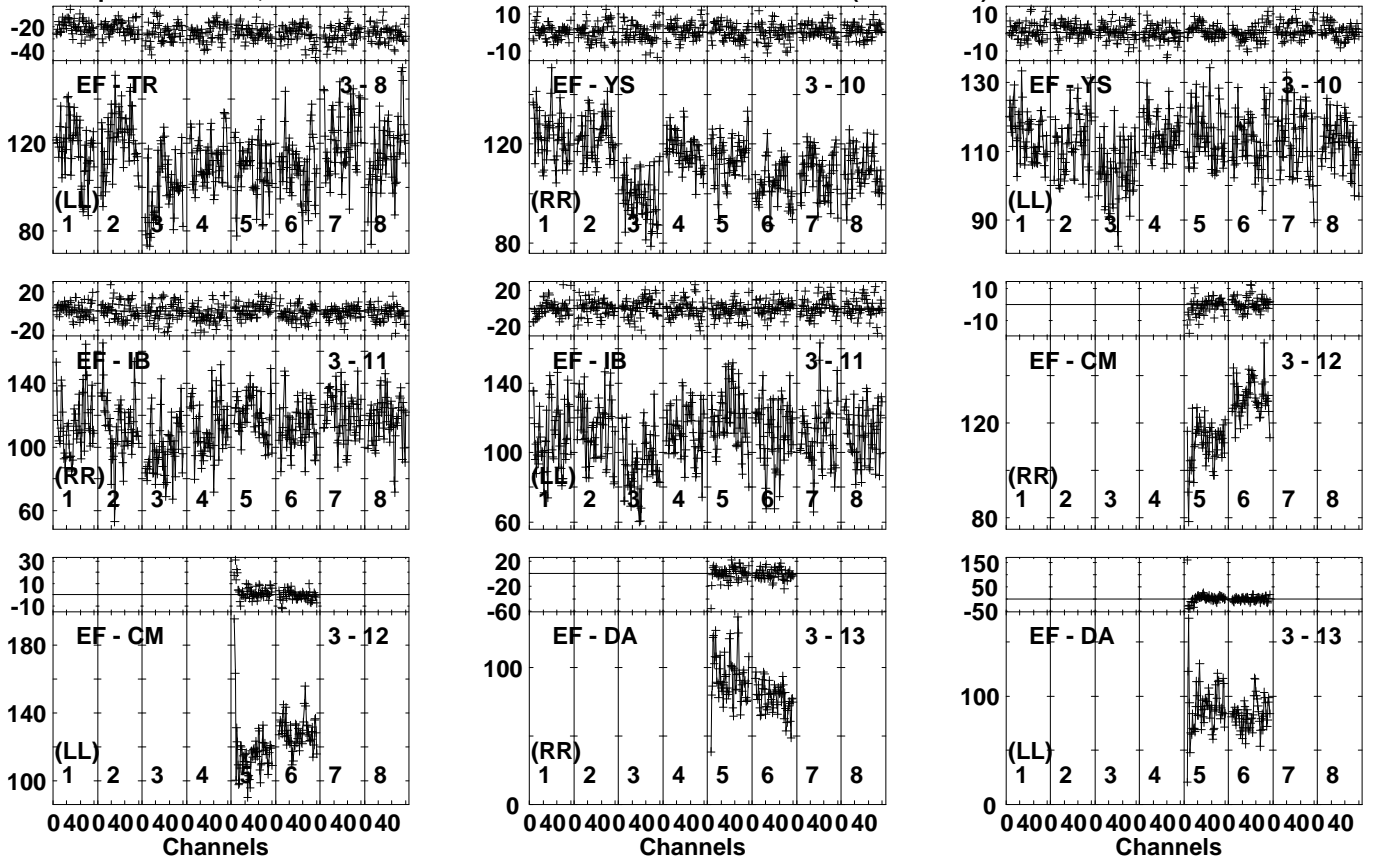 -20
-40
EF - TR 3 - 8
120
80
(LL)
1 2 3 4 5 6 7 8
10
-10
EF - YS 3 - 10
120
80
(RR)
1 2 3 4 5 6 7 8
10
-10
EF - YS 3 - 10
130
110
90
(LL)
1 2 3 4 5 6 7 8
20
-20
EF - IB 3 - 11
140
100
60
(RR)
1 2 3 4 5 6 7 8
20
-20
EF - IB 3 - 11
140
100
60
(LL)
1 2 3 4 5 6 7 8
10
-10
EF - CM 3 - 12
120
80
(RR)
1 2 3 4 5 6 7 8
30
10
-10
EF - CM 3 - 12
180
140
100
(LL)
1 2 3 4 5 6 7 8
0 40 0 40 0 40 0 40 0 40 0 40 0 40 0 40
Channels
20
-20
-60
EF - DA 3 - 13
100
0
(RR)
1 2 3 4 5 6 7 8
0 40 0 40 0 40 0 40 0 40 0 40 0 40 0 40
Channels
150
50
-50
EF - DA 3 - 13
100
0
(LL)
1 2 3 4 5 6 7 8
0 40 0 40 0 40 0 40 0 40 0 40 0 40 0 40
Channels